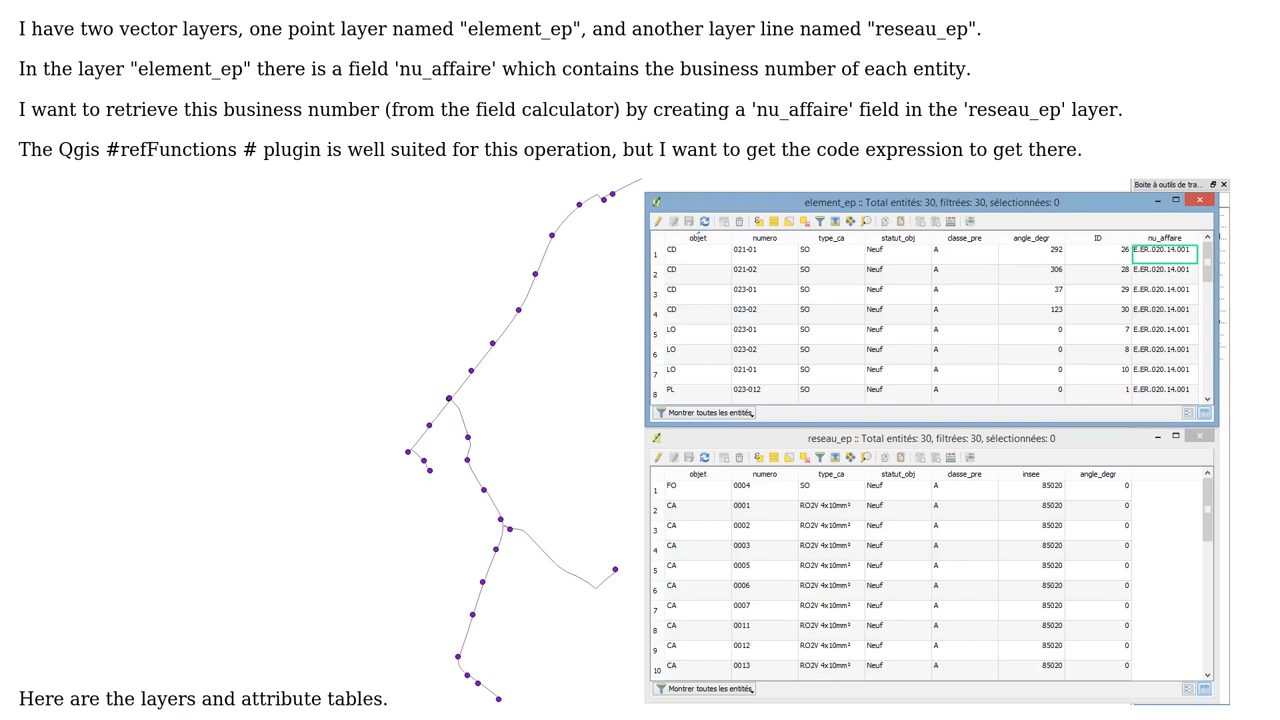 I have two vector layers, one point layer named "element_ep", and another layer line named "reseau_ep".
In the layer "element_ep" there is a field 'nu_affaire' which contains the business number of each entity.
I want to retrieve this business number (from the field calculator) by creating a 'nu_affaire' field in the 'reseau_ep' layer.
The Qgis #refFunctions # plugin is well suited for this operation, but I want to get the code expression to get there.
Boite à outils de tra...
element_ep :: Total entités: 30, filtrées: 30, sélectionnées: 0
objet numero type_ca statut_obj classe_pre angle_degr ID nu_affaire
1 CD 021-01 SO Neuf A 292 26 E.ER.020.14.001
2 CD 021-02 SO Neuf A 306 28 E.ER.020.14.001
3 CD 023-01 SO Neuf A 37 29 E.ER.020.14.001
4 CD 023-02 SO Neuf A 123 30 E.ER.020.14.001
5 LO 023-01 SO Neuf A 0 7 E.ER.020.14.001
6 LO 023-02 SO Neuf A 0 8 E.ER.020.14.001
7 LO 021-01 SO Neuf A 0 10 E.ER.020.14.001
8 PL 023-012 SO Neuf A 0 1 E.ER.020.14.001
Montrer toutes les entités
reseau_ep :: Total entités: 30, filtrées: 30, sélectionnées: 0
objet numero type_ca statut_obj classe_pre insee angle_degr
1 FO 0004 SO Neuf A 85020 0
2 CA 0001 RO2V 4x10mm² Neuf A 85020 0
3 CA 0002 RO2V 4x10mm² Neuf A 85020 0
4 CA 0003 RO2V 4x10mm² Neuf A 85020 0
5 CA 0005 RO2V 4x10mm² Neuf A 85020 0
6 CA 0006 RO2V 4x10mm² Neuf A 85020 0
7 CA 0007 RO2V 4x10mm² Neuf A 85020 0
8 CA 0011 RO2V 4x10mm² Neuf A 85020 0
9 CA 0012 RO2V 4x10mm² Neuf A 85020 0
10 CA 0013 RO2V 4x10mm² Neuf A 85020 0
Montrer toutes les entités
Here are the layers and attribute tables.